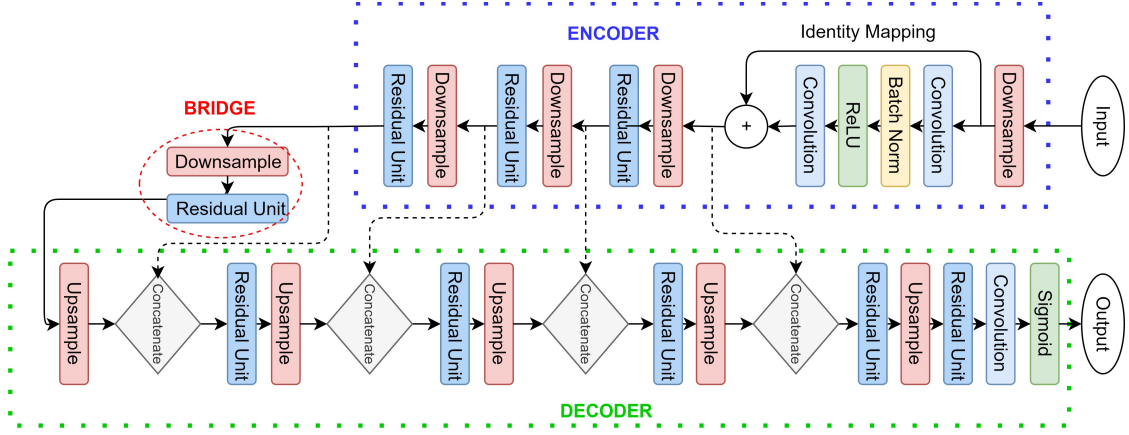 ENCODER
Identity Mapping
Residual Unit
Downsample
Residual Unit
Downsample
Residual Unit
Downsample
+
Convolution
ReLU
Batch Norm
Convolution
Downsample
Input
BRIDGE
Downsample
Residual Unit
Upsample
Concatenate
Residual Unit
Upsample
Concatenate
Residual Unit
Upsample
Concatenate
Residual Unit
Upsample
Concatenate
Residual Unit
Upsample
Residual Unit
Convolution
Sigmoid
Output
DECODER